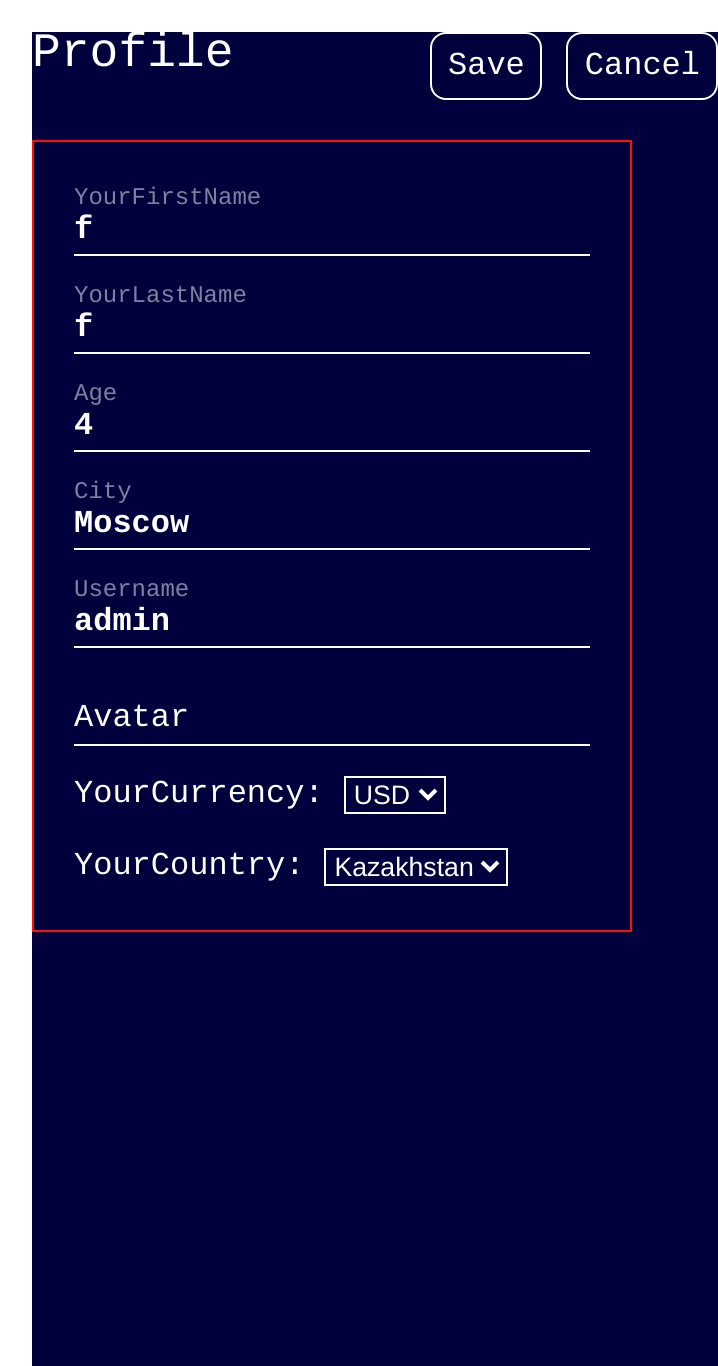 Profile Save Cancel
YourFirstName
f
YourLastName
f
Age
4
City
Moscow
Username
admin
Avatar
YourCurrency: USD
YourCountry: Kazakhstan